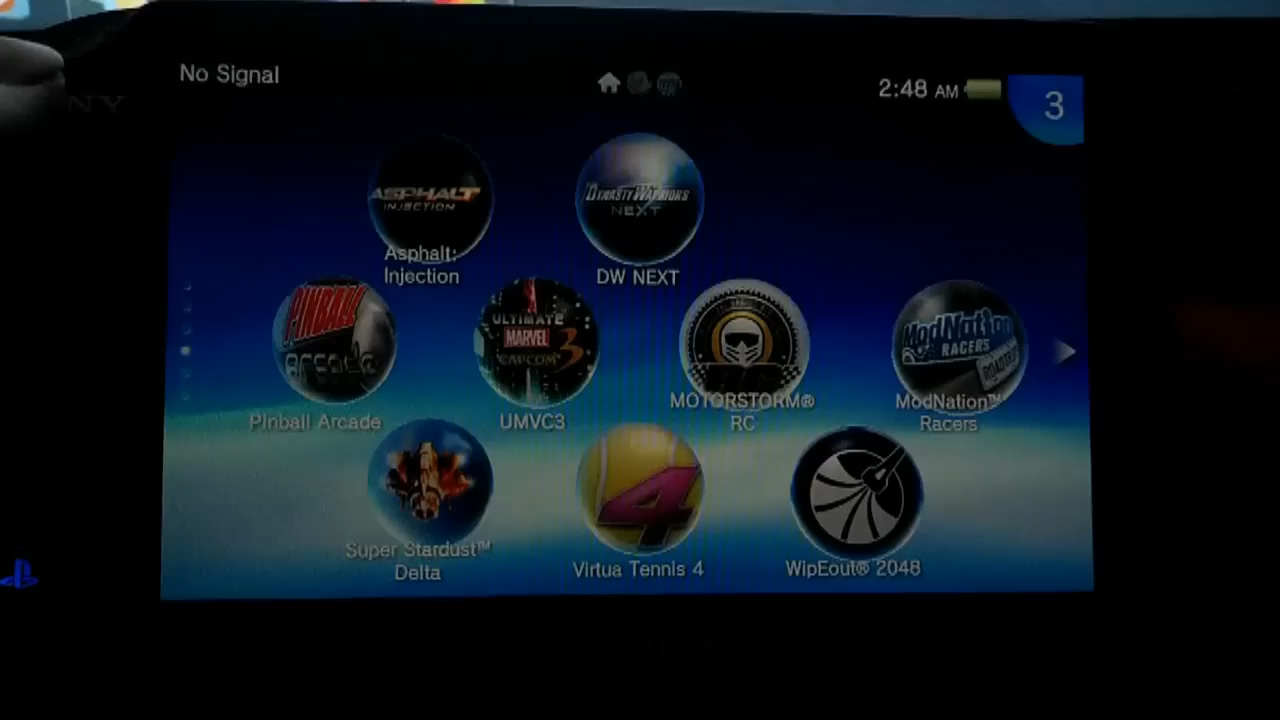 No Signal
2:48 AM
3
NY
ASPHALT
INJECTION
Asphalt:
Injection
DYNASTY WARRIORS
NEXT
DW NEXT
PINBALL
arcade
Pinball Arcade
ULTIMATE
MARVEL
CAPCOM 3
UMVC3
MOTORSTORM®
RC
ModNation
RACERS
ModNation™
Racers
Super Stardust™
Delta
4
Virtua Tennis 4
WipEout® 2048